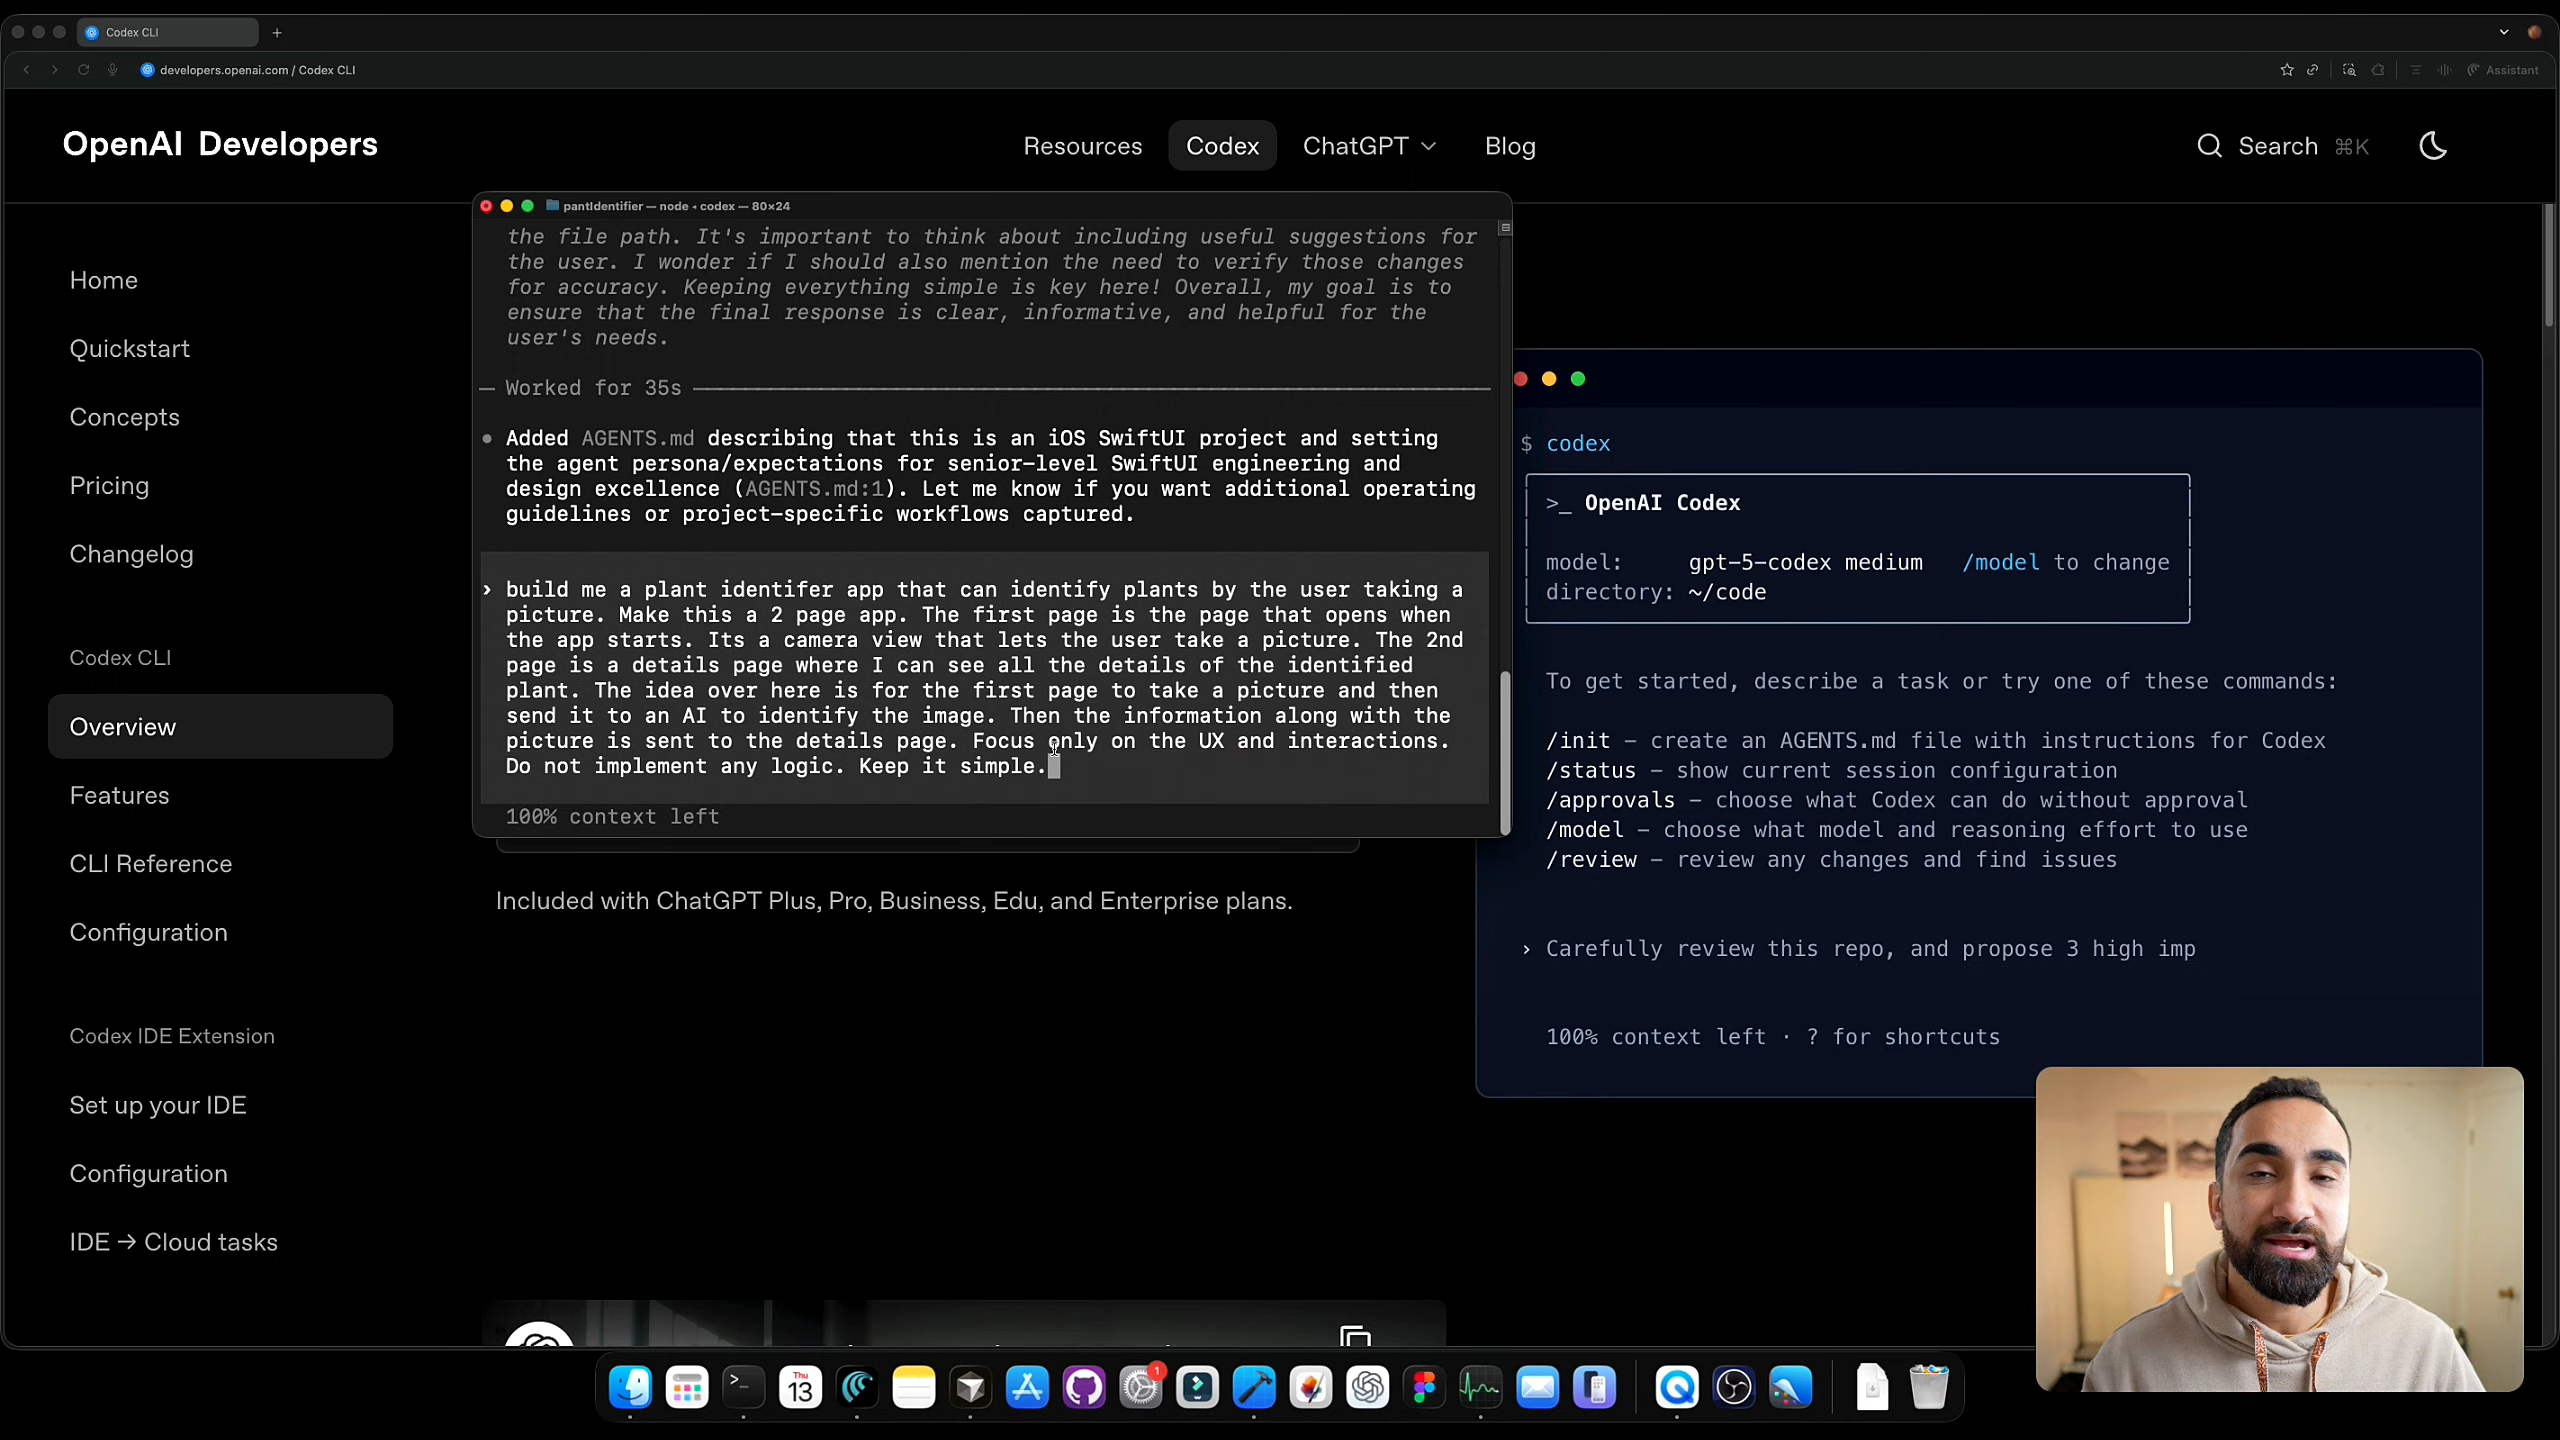 Codex CLI
developers.openai.com / Codex CLI
Assistant
OpenAI Developers
Resources
Codex
ChatGPT
Blog
Search ⌘K
Home
Quickstart
Concepts
Pricing
Changelog
Codex CLI
Overview
Features
CLI Reference
Configuration
Codex IDE Extension
Set up your IDE
Configuration
IDE → Cloud tasks
pantIdentifier — node ◂ codex — 80×24
the file path. It's important to think about including useful suggestions for
the user. I wonder if I should also mention the need to verify those changes
for accuracy. Keeping everything simple is key here! Overall, my goal is to
ensure that the final response is clear, informative, and helpful for the
user's needs.
— Worked for 35s
• Added AGENTS.md describing that this is an iOS SwiftUI project and setting
the agent persona/expectations for senior-level SwiftUI engineering and
design excellence (AGENTS.md:1). Let me know if you want additional operating
guidelines or project-specific workflows captured.
› build me a plant identifer app that can identify plants by the user taking a
picture. Make this a 2 page app. The first page is the page that opens when
the app starts. Its a camera view that lets the user take a picture. The 2nd
page is a details page where I can see all the details of the identified
plant. The idea over here is for the first page to take a picture and then
send it to an AI to identify the image. Then the information along with the
picture is sent to the details page. Focus only on the UX and interactions.
Do not implement any logic. Keep it simple.
100% context left
Included with ChatGPT Plus, Pro, Business, Edu, and Enterprise plans.
$ codex
>_ OpenAI Codex
model: gpt-5-codex medium /model to change
directory: ~/code
To get started, describe a task or try one of these commands:
/init – create an AGENTS.md file with instructions for Codex
/status – show current session configuration
/approvals – choose what Codex can do without approval
/model – choose what model and reasoning effort to use
/review – review any changes and find issues
› Carefully review this repo, and propose 3 high imp
100% context left · ? for shortcuts
Thu
13
1